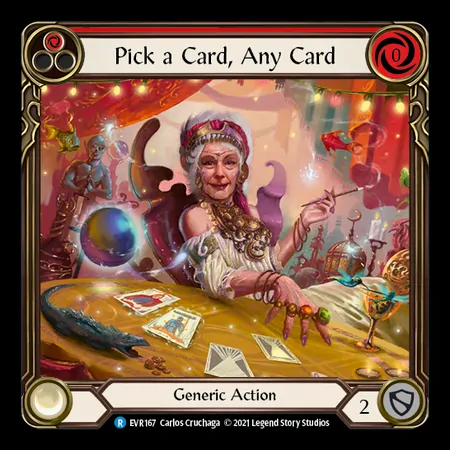 Pick a Card, Any Card
0
Generic Action
2
R EVR167 Carlos Cruchaga © 2021 Legend Story Studios